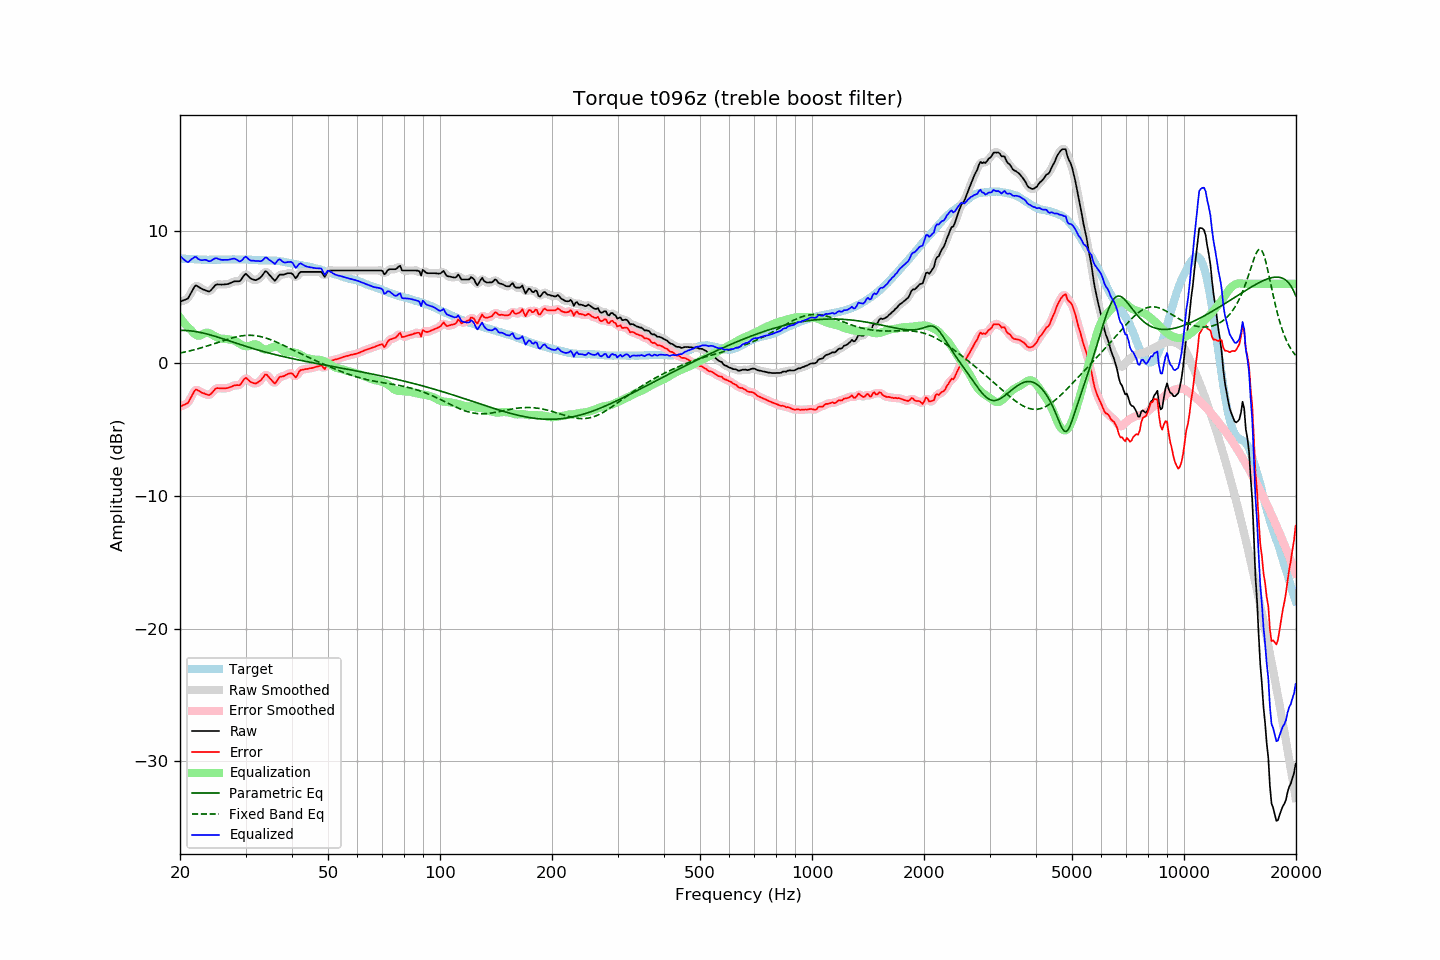 Torque t096z (treble boost filter)
Amplitude (dBr)
10
0
−10
−20
−30
Target
Raw Smoothed
Error Smoothed
Raw
Error
Equalization
Parametric Eq
Fixed Band Eq
Equalized
20 50 100 200 500 1000 2000 5000 10000 20000
Frequency (Hz)